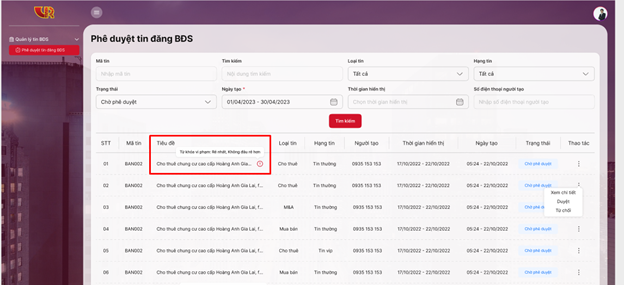 Quản lý tin BĐS
Phê duyệt tin đăng BĐS
Phê duyệt tin đăng BĐS
Mã tin Tìm kiếm Loại tin Hạng tin
Nhập mã tin Nội dung tìm kiếm Tất cả Tất cả
Trạng thái Ngày tạo * Thời gian hiển thị Số điện thoại người tạo
Chờ phê duyệt 01/04/2023 - 30/04/2023 Chọn thời gian hiển thị Nhập số điện thoại người tạo
Tìm kiếm
STT Mã tin Tiêu đề Loại tin Hạng tin Người tạo Thời gian hiển thị Ngày tạo Trạng thái Thao tác
Từ khóa vi phạm: Rẻ nhất, Không đâu rẻ hơn
01 BAN002 Cho thuê chung cư cao cấp Hoàng Anh Gia... Cho thuê Tin thường 0935 153 153 17/10/2022 - 22/10/2022 05:24 - 22/10/2022 Chờ phê duyệt
02 BAN002 Cho thuê chung cư cao cấp Hoàng Anh Gia Lai, f... Cho thuê Tin thường 0935 153 153 17/10/2022 - 22/10/2022 05:24 - 22/10/2022 Chờ phê duyệt
Xem chi tiết
Duyệt
Từ chối
03 BAN002 Cho thuê chung cư cao cấp Hoàng Anh Gia Lai, f... M&A Tin thường 0935 153 153 17/10/2022 - 22/10/2022 05:24 - 22/10/2022
04 BAN002 Cho thuê chung cư cao cấp Hoàng Anh Gia Lai, f... Mua bán Tin thường 0935 153 153 17/10/2022 - 22/10/2022 05:24 - 22/10/2022 Chờ phê duyệt
05 BAN002 Cho thuê chung cư cao cấp Hoàng Anh Gia Lai, f... Cho thuê Tin vip 0935 153 153 17/10/2022 - 22/10/2022 05:24 - 22/10/2022 Chờ phê duyệt
06 BAN002 Cho thuê chung cư cao cấp Hoàng Anh Gia Lai, f... Mua bán Tin thường 0935 153 153 17/10/2022 - 22/10/2022 05:24 - 22/10/2022 Chờ phê duyệt